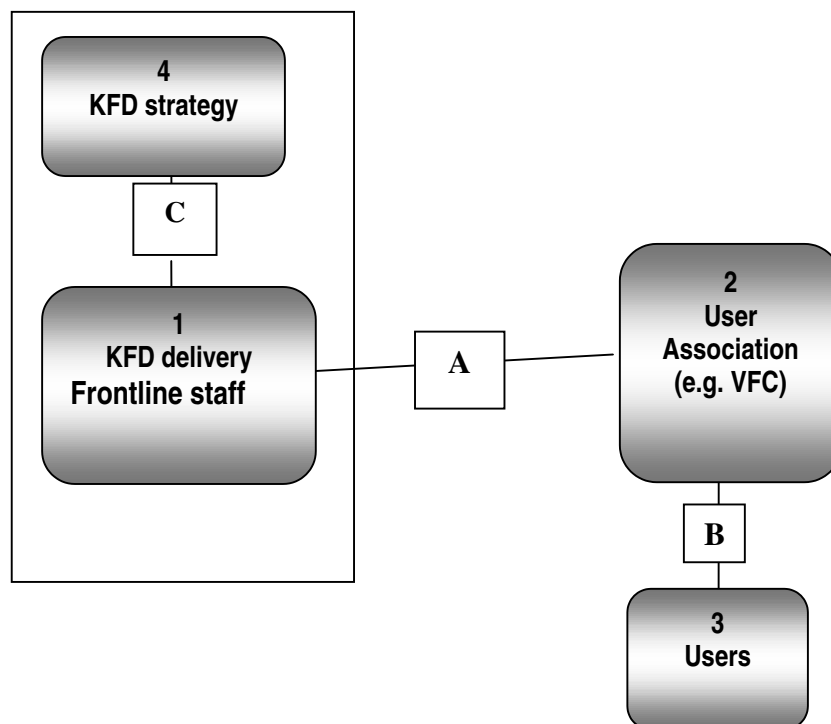 4
KFD strategy
C
1
KFD delivery
Frontline staff
A
2
User
Association
(e.g. VFC)
B
3
Users